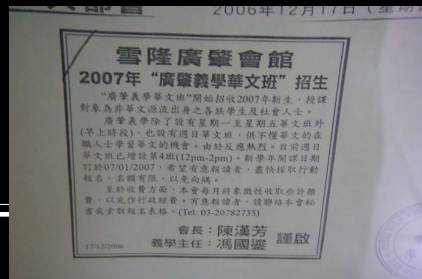 大都會
2006年12月17日（星期
雪隆廣肇會館
2007年“廣肇義學華文班”招生
“廣肇義學華文班”開始招收2007年新生，授課
對象為非華文源流出身之各族學生及社會人士。
廣肇義學除了設有星期一至星期五華文班外
(早上時段)，也設有週日華文班，供不懂華文的在
職人士學習華文的機會。由於反應熱烈。目前週日
華文班已增設第4班(12pm-2pm)。新學年開課日期
訂於07/01/2007，希望有意報讀者，盡快採取行動
報名，名額有限，以免向隅。
至於收費方面，本會每月將象徵性收取些許雜
費，以充作行政經費。有意報讀者，請聯絡本會秘
書處索取報名表格。(Tel: 03-20782735)
會長：陳漢芳
義學主任：馮國鎏
謹啟
17/12/2006